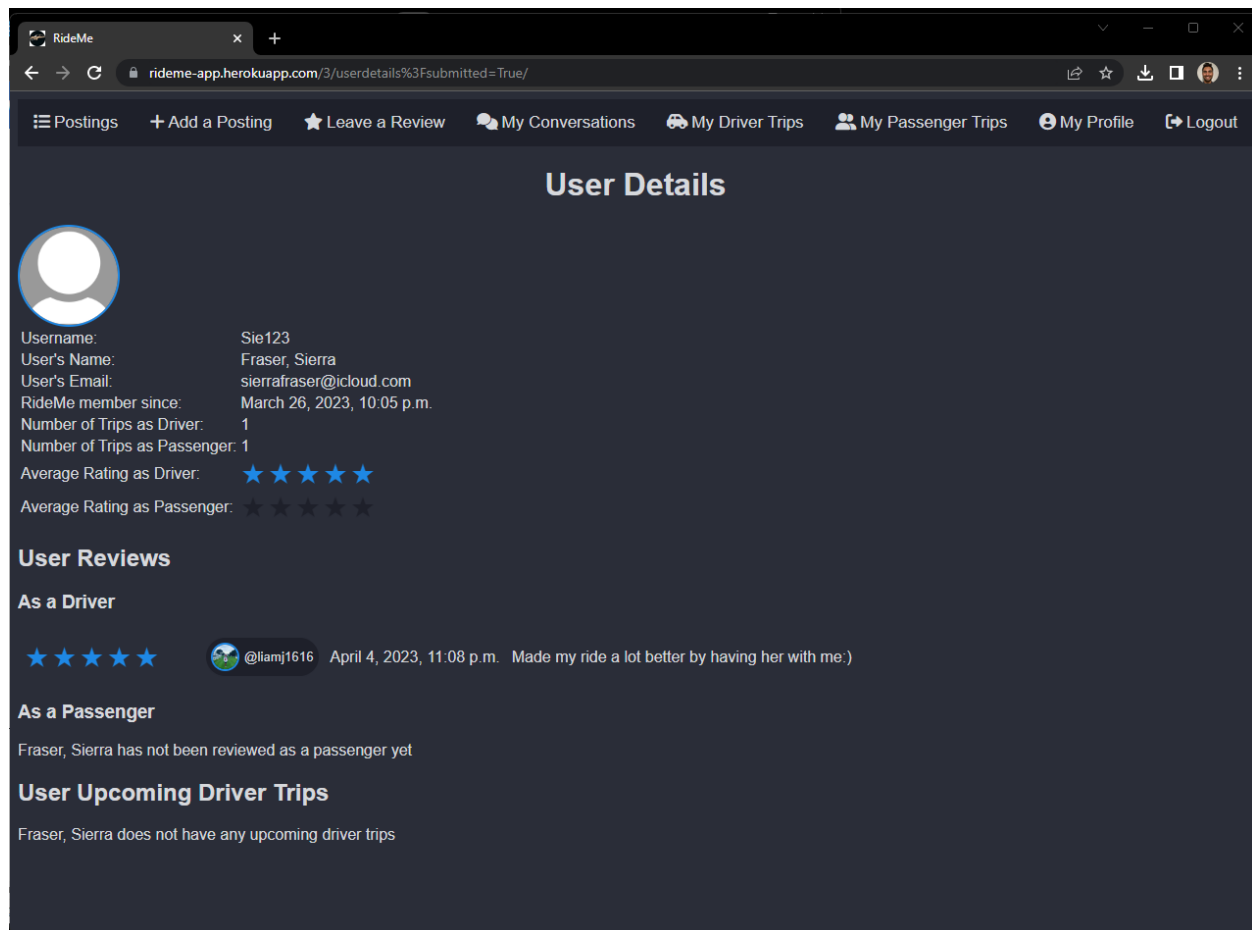 RideMe
rideme-app.herokuapp.com/3/userdetails%3Fsubmitted=True/
Postings Add a Posting Leave a Review My Conversations My Driver Trips My Passenger Trips My Profile Logout
User Details
Username: Sie123
User's Name: Fraser, Sierra
User's Email: sierrafraser@icloud.com
RideMe member since: March 26, 2023, 10:05 p.m.
Number of Trips as Driver: 1
Number of Trips as Passenger: 1
Average Rating as Driver:
Average Rating as Passenger:
User Reviews
As a Driver
@liamj1616 April 4, 2023, 11:08 p.m. Made my ride a lot better by having her with me:)
As a Passenger
Fraser, Sierra has not been reviewed as a passenger yet
User Upcoming Driver Trips
Fraser, Sierra does not have any upcoming driver trips